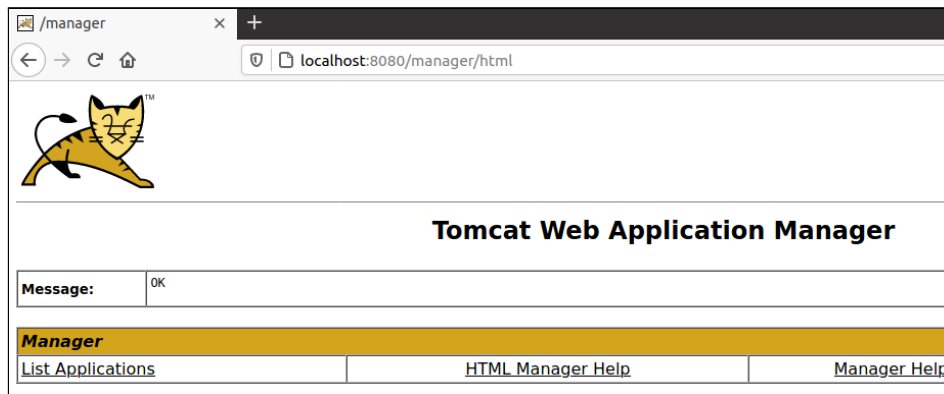 /manager
localhost:8080/manager/html
TM
Tomcat Web Application Manager
Message: OK
Manager
List Applications HTML Manager Help Manager Help